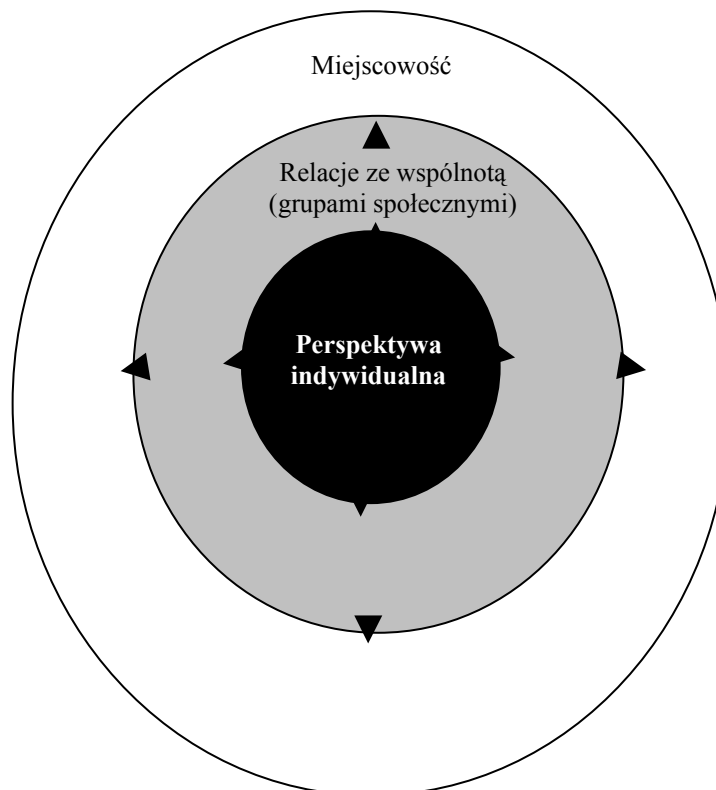 Miejscowość
Relacje ze wspólnotą
(grupami społecznymi)
Perspektywa
indywidualna